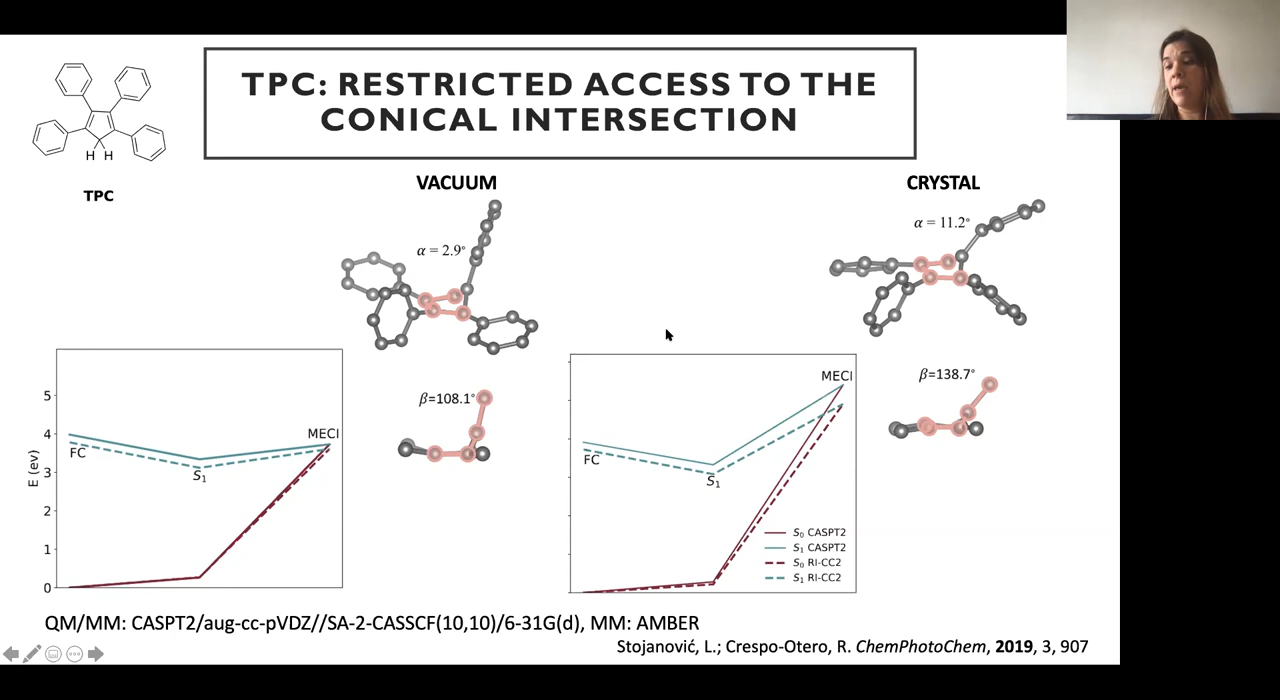 TPC: RESTRICTED ACCESS TO THE
CONICAL INTERSECTION
H H
TPC
VACUUM
CRYSTAL
α = 2.9°
α = 11.2°
β=108.1°
β=138.7°
E (ev)
5
4
3
2
1
0
FC
S₁
MECI
FC
S₁
MECI
S₀ CASPT2
S₁ CASPT2
S₀ RI-CC2
S₁ RI-CC2
QM/MM: CASPT2/aug-cc-pVDZ//SA-2-CASSCF(10,10)/6-31G(d), MM: AMBER
Stojanović, L.; Crespo-Otero, R. ChemPhotoChem, 2019, 3, 907